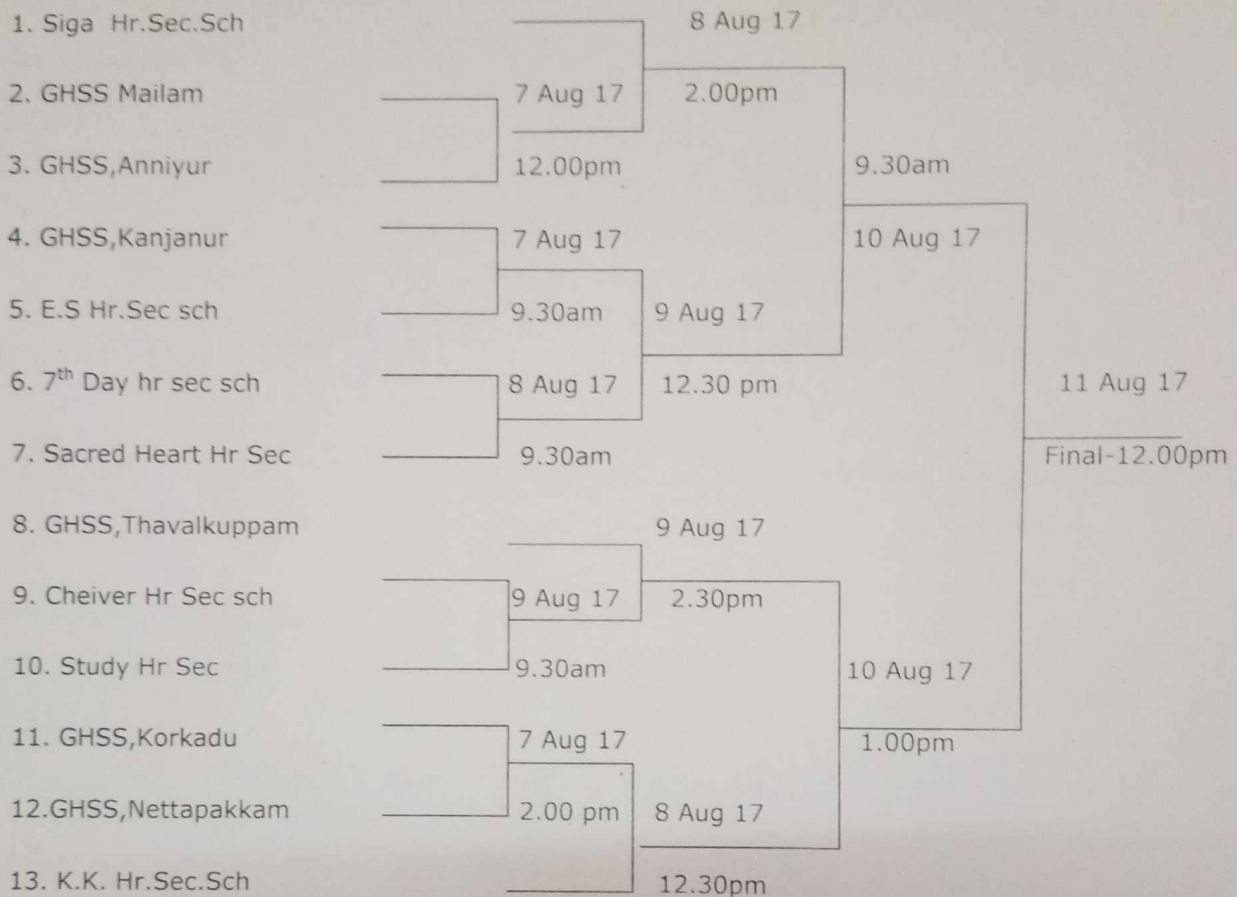 1. Siga Hr.Sec.Sch
8 Aug 17
2. GHSS Mailam
7 Aug 17
2.00pm
3. GHSS,Anniyur
12.00pm
9.30am
4. GHSS,Kanjanur
7 Aug 17
10 Aug 17
5. E.S Hr.Sec sch
9.30am
9 Aug 17
6. 7th Day hr sec sch
8 Aug 17
12.30 pm
11 Aug 17
7. Sacred Heart Hr Sec
9.30am
Final-12.00pm
8. GHSS,Thavalkuppam
9 Aug 17
9. Cheiver Hr Sec sch
9 Aug 17
2.30pm
10. Study Hr Sec
9.30am
10 Aug 17
11. GHSS,Korkadu
7 Aug 17
1.00pm
12.GHSS,Nettapakkam
2.00 pm
8 Aug 17
13. K.K. Hr.Sec.Sch
12.30pm